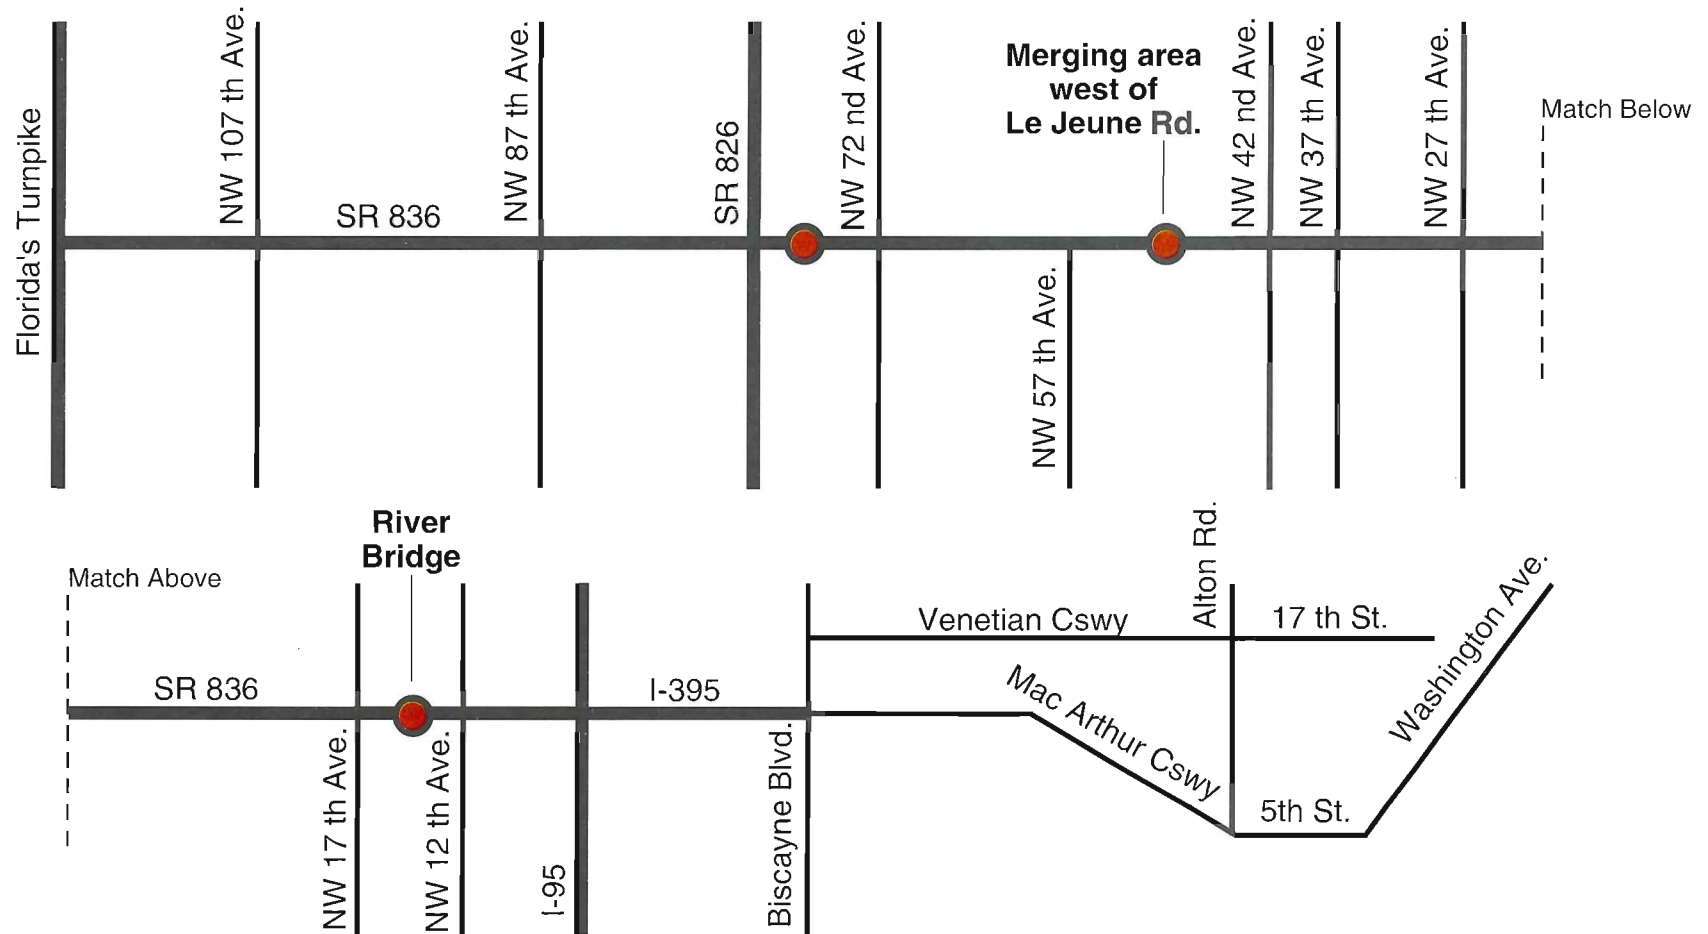 Florida's Turnpike
NW 107 th Ave.
SR 836
NW 87 th Ave.
SR 826
NW 72 nd Ave.
Merging area
west of
Le Jeune Rd.
NW 57 th Ave.
NW 42 nd Ave.
NW 37 th Ave.
NW 27 th Ave.
Match Below
Match Above
SR 836
NW 17 th Ave.
River
Bridge
NW 12 th Ave.
I-95
I-395
Biscayne Blvd.
Venetian Cswy
Mac Arthur Cswy
Alton Rd.
17 th St.
5th St.
Washington Ave.